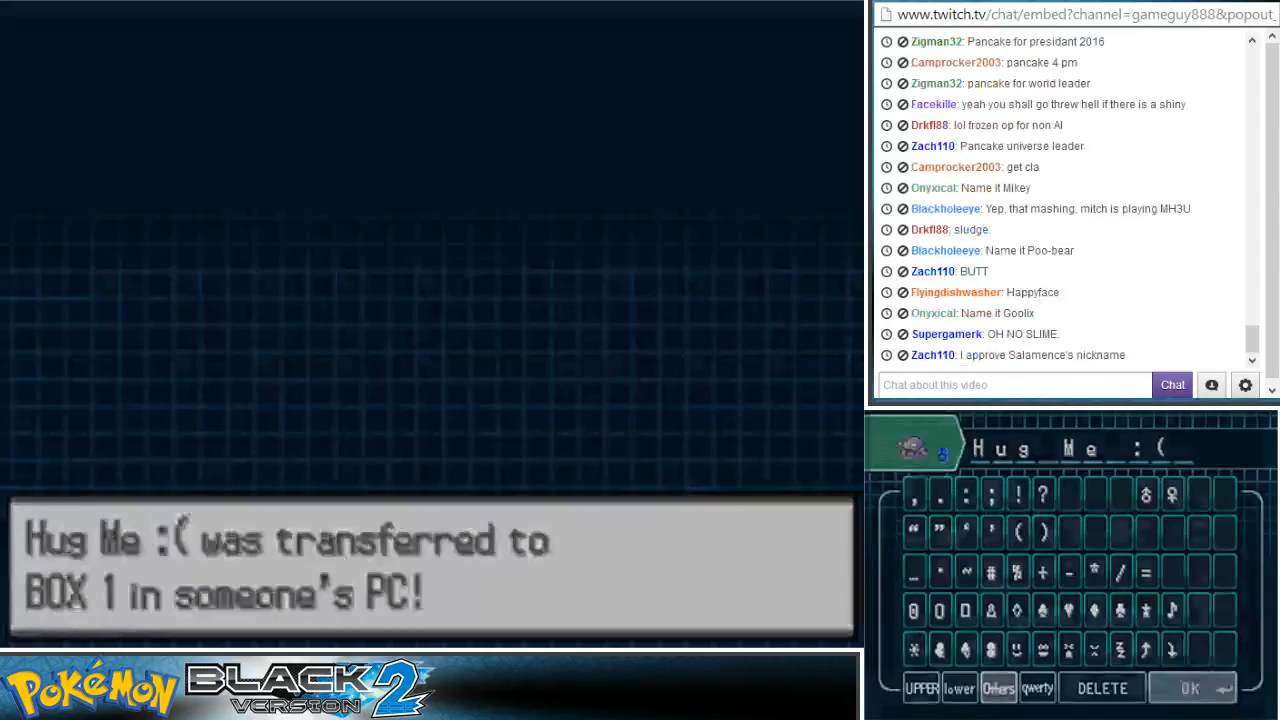 www.twitch.tv/chat/embed?channel=gameguy888&popout_
Zigman32: Pancake for presidant 2016
Camprocker2003: pancake 4 pm
Zigman32: pancake for world leader
Facekille: yeah you shall go threw hell if there is a shiny
Drkfl88: lol frozen op for non AI
Zach110: Pancake universe leader
Camprocker2003: get cla
Onyxical: Name it Mikey
Blackholeeye: Yep, that mashing, mitch is playing MH3U
Drkfl88: sludge
Blackholeeye: Name it Poo-bear
Zach110: BUTT
Flyingdishwasher: Happyface
Onyxical: Name it Goolix
Supergamerk: OH NO SLIME.
Zach110: I approve Salamence's nickname
Chat about this video
Chat
Hug Me :(
, . : ; ! ? ♂ ♀
“ ” ‘ ’ ( )
# % + - * / =
UPPER lower Others qwerty DELETE OK
Hug Me :( was transferred to
BOX 1 in someone's PC!
POKéMON
BLACK 2
VERSION